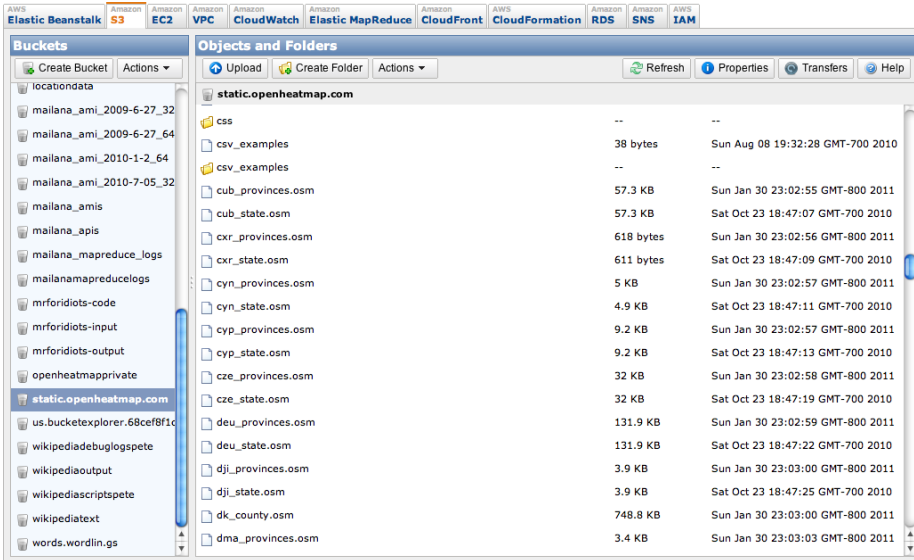 AWS Amazon Amazon Amazon Amazon Amazon Amazon AWS Amazon Amazon AWS
Elastic Beanstalk S3 EC2 VPC CloudWatch Elastic MapReduce CloudFront CloudFormation RDS SNS IAM
Buckets
Create Bucket Actions
locationdata
mailana_ami_2009-6-27_32
mailana_ami_2009-6-27_64
mailana_ami_2010-1-2_64
mailana_ami_2010-7-05_32
mailana_amis
mailana_apis
mailana_mapreduce_logs
mailanamapreducelogs
mrforidiots-code
mrforidiots-input
mrforidiots-output
openheatmapprivate
static.openheatmap.com
us.bucketexplorer.68cef8f1c
wikipediadebuglogspete
wikipediaoutput
wikipediascriptspete
wikipediatext
words.wordlin.gs
Objects and Folders
Upload Create Folder Actions Refresh Properties Transfers Help
static.openheatmap.com
css -- --
csv_examples 38 bytes Sun Aug 08 19:32:28 GMT-700 2010
csv_examples -- --
cub_provinces.osm 57.3 KB Sun Jan 30 23:02:55 GMT-800 2011
cub_state.osm 57.3 KB Sat Oct 23 18:47:07 GMT-700 2010
cxr_provinces.osm 618 bytes Sun Jan 30 23:02:56 GMT-800 2011
cxr_state.osm 611 bytes Sat Oct 23 18:47:09 GMT-700 2010
cyn_provinces.osm 5 KB Sun Jan 30 23:02:57 GMT-800 2011
cyn_state.osm 4.9 KB Sat Oct 23 18:47:11 GMT-700 2010
cyp_provinces.osm 9.2 KB Sun Jan 30 23:02:57 GMT-800 2011
cyp_state.osm 9.2 KB Sat Oct 23 18:47:13 GMT-700 2010
cze_provinces.osm 32 KB Sun Jan 30 23:02:58 GMT-800 2011
cze_state.osm 32 KB Sat Oct 23 18:47:19 GMT-700 2010
deu_provinces.osm 131.9 KB Sun Jan 30 23:02:59 GMT-800 2011
deu_state.osm 131.9 KB Sat Oct 23 18:47:22 GMT-700 2010
dji_provinces.osm 3.9 KB Sun Jan 30 23:03:00 GMT-800 2011
dji_state.osm 3.9 KB Sat Oct 23 18:47:25 GMT-700 2010
dk_county.osm 748.8 KB Sun Jan 30 23:03:00 GMT-800 2011
dma_provinces.osm 3.4 KB Sun Jan 30 23:03:03 GMT-800 2011